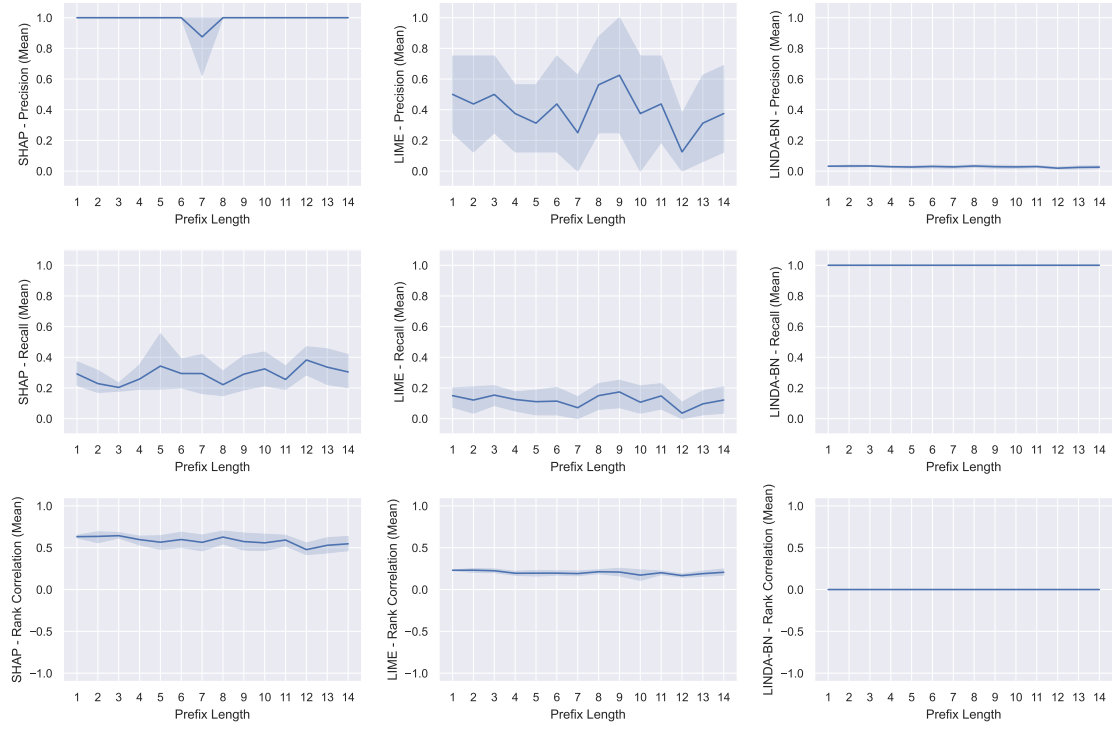 SHAP - Precision (Mean)
1.0
0.8
0.6
0.4
0.2
0.0
1 2 3 4 5 6 7 8 9 10 11 12 13 14
Prefix Length
LIME - Precision (Mean)
1.0
0.8
0.6
0.4
0.2
0.0
1 2 3 4 5 6 7 8 9 10 11 12 13 14
Prefix Length
LINDA-BN - Precision (Mean)
1.0
0.8
0.6
0.4
0.2
0.0
1 2 3 4 5 6 7 8 9 10 11 12 13 14
Prefix Length
SHAP - Recall (Mean)
1.0
0.8
0.6
0.4
0.2
0.0
1 2 3 4 5 6 7 8 9 10 11 12 13 14
Prefix Length
LIME - Recall (Mean)
1.0
0.8
0.6
0.4
0.2
0.0
1 2 3 4 5 6 7 8 9 10 11 12 13 14
Prefix Length
LINDA-BN - Recall (Mean)
1.0
0.8
0.6
0.4
0.2
0.0
1 2 3 4 5 6 7 8 9 10 11 12 13 14
Prefix Length
SHAP - Rank Correlation (Mean)
1.0
0.5
0.0
−0.5
−1.0
1 2 3 4 5 6 7 8 9 10 11 12 13 14
Prefix Length
LIME - Rank Correlation (Mean)
1.0
0.5
0.0
−0.5
−1.0
1 2 3 4 5 6 7 8 9 10 11 12 13 14
Prefix Length
LINDA-BN - Rank Correlation (Mean)
1.0
0.5
0.0
−0.5
−1.0
1 2 3 4 5 6 7 8 9 10 11 12 13 14
Prefix Length